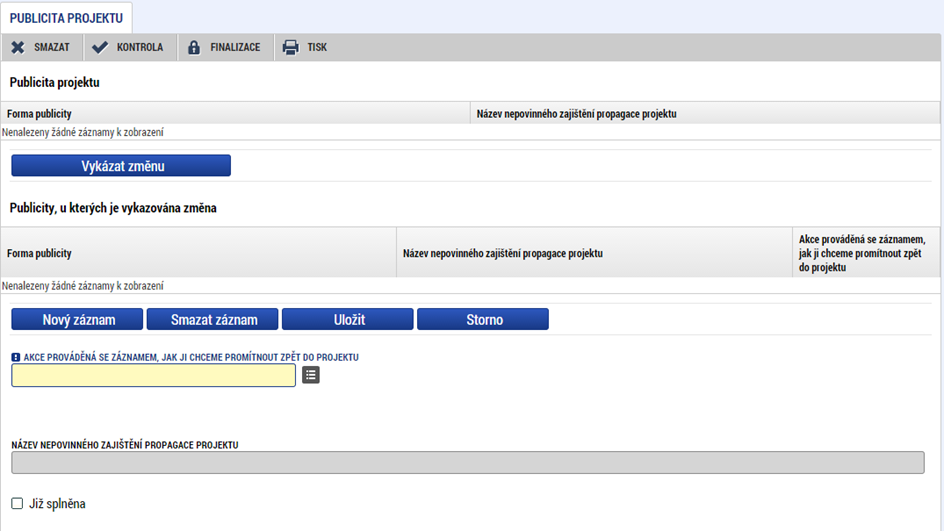 PUBLICITA PROJEKTU
SMAZAT KONTROLA FINALIZACE TISK
Publicita projektu
Forma publicity Název nepovinného zajištění propagace projektu
Nenalezeny žádné záznamy k zobrazení
Vykázat změnu
Publicity, u kterých je vykazována změna
Forma publicity Název nepovinného zajištění propagace projektu Akce prováděná se záznamem,
jak ji chceme promítnout zpět
do projektu
Nenalezeny žádné záznamy k zobrazení
Nový záznam Smazat záznam Uložit Storno
AKCE PROVÁDĚNÁ SE ZÁZNAMEM, JAK JI CHCEME PROMÍTNOUT ZPĚT DO PROJEKTU
NÁZEV NEPOVINNÉHO ZAJIŠTĚNÍ PROPAGACE PROJEKTU
Již splněna